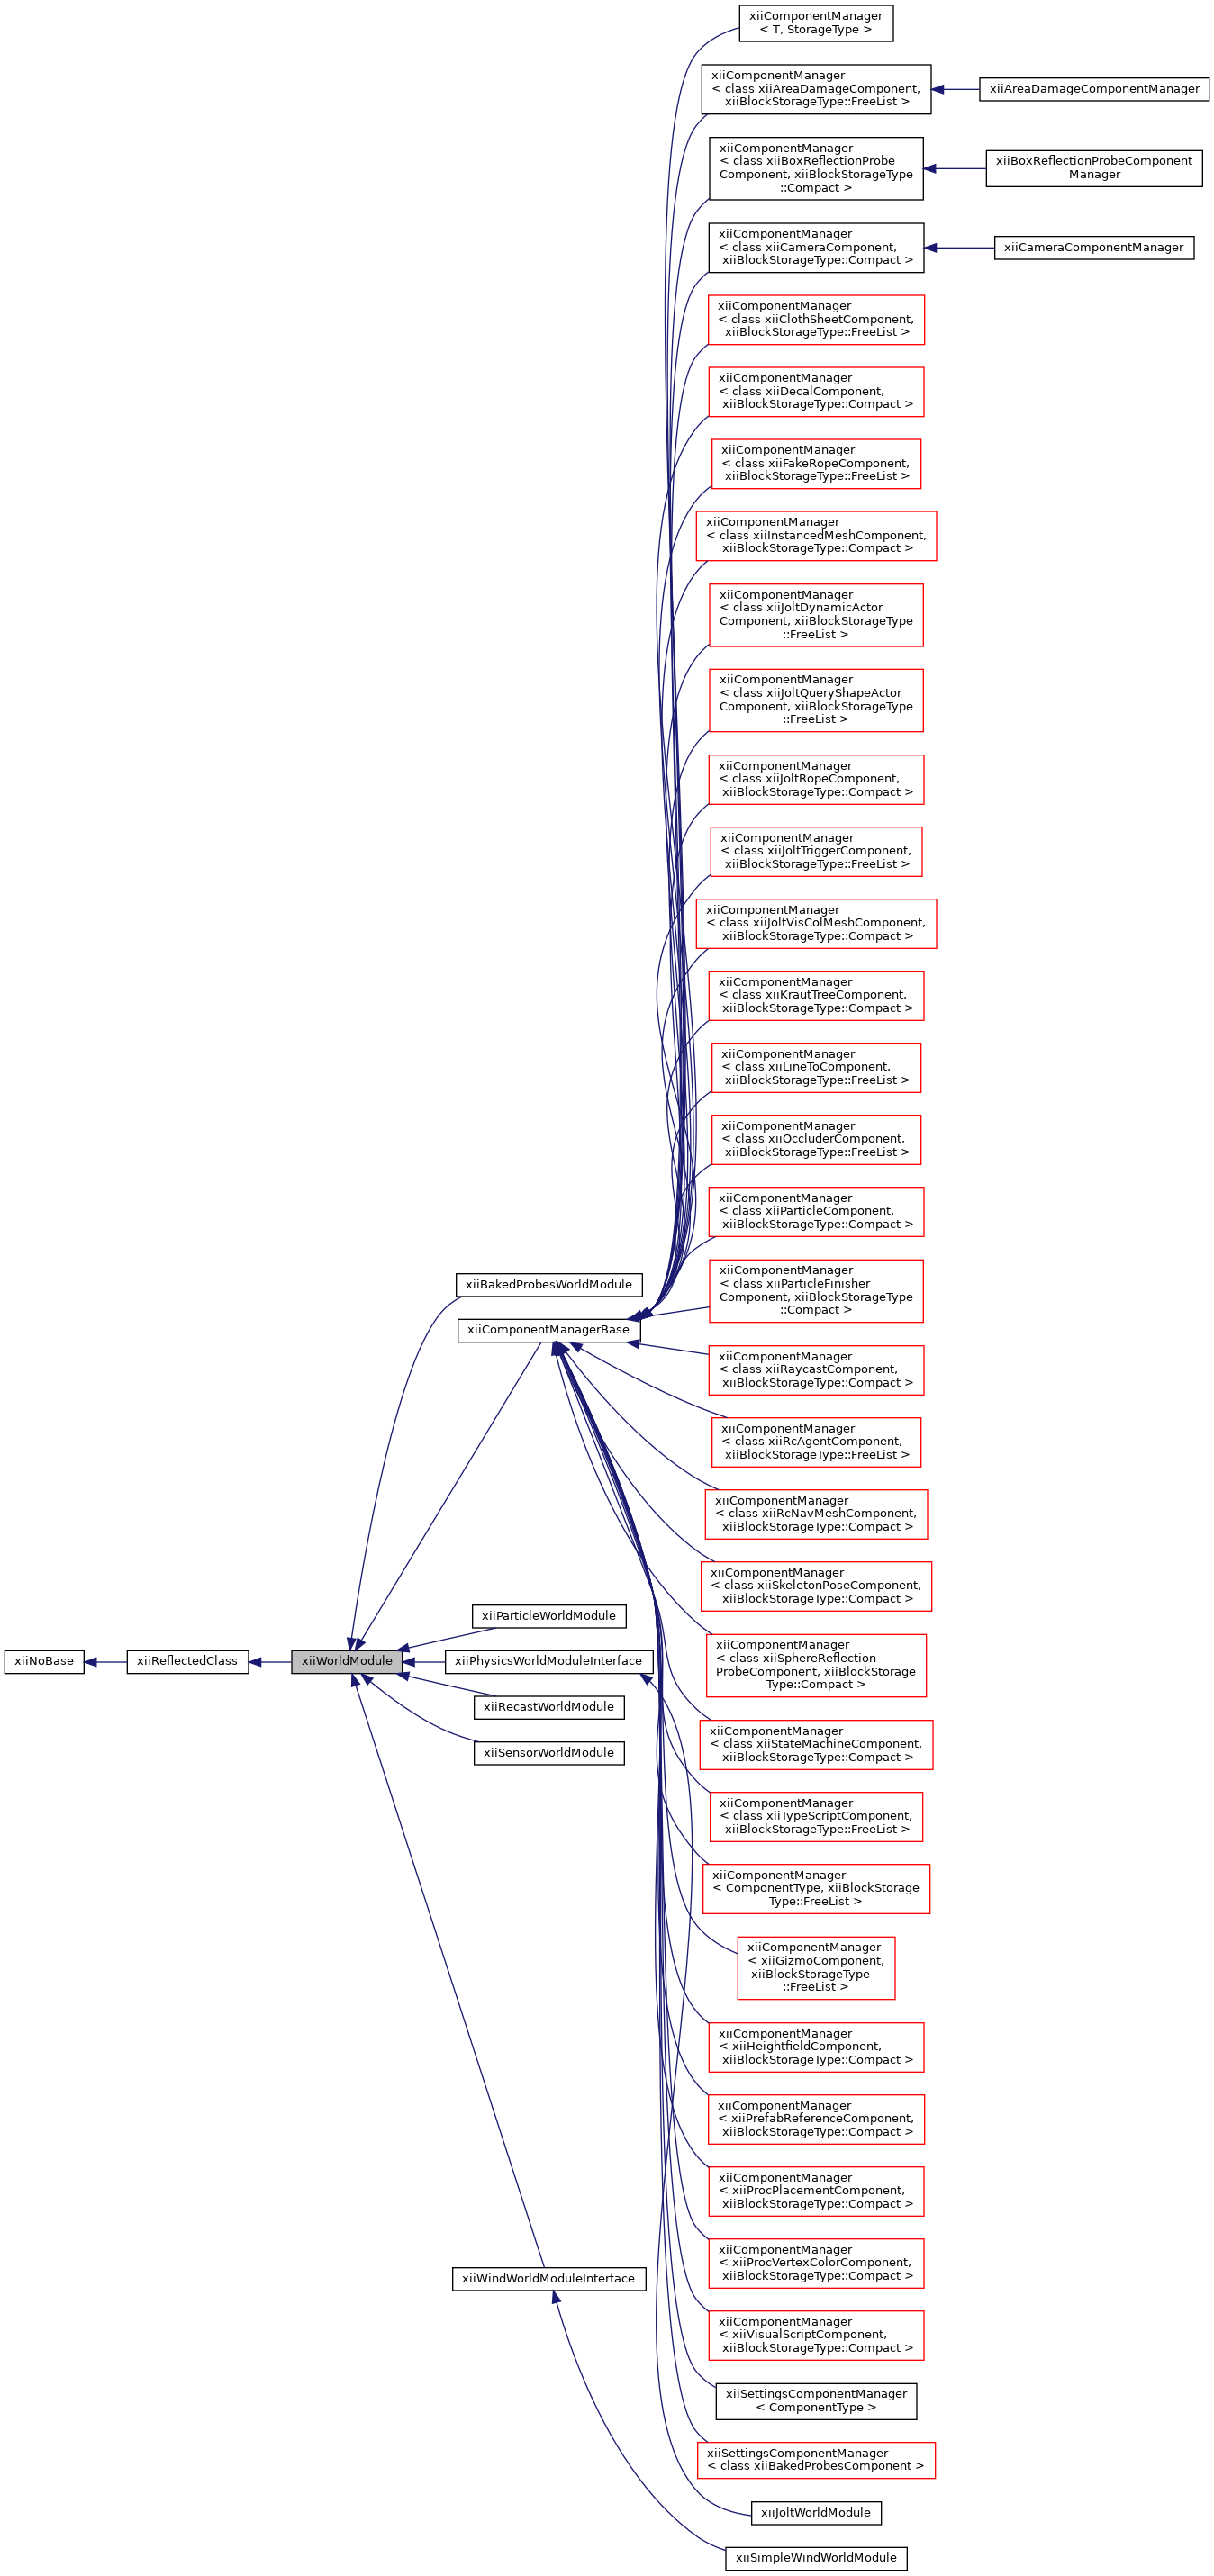 xiiComponentManager
< T, StorageType >
xiiComponentManager
< class xiiAreaDamageComponent,
xiiBlockStorageType::FreeList >
xiiAreaDamageComponentManager
xiiComponentManager
< class xiiBoxReflectionProbe
Component, xiiBlockStorageType
::Compact >
xiiBoxReflectionProbeComponent
Manager
xiiComponentManager
< class xiiCameraComponent,
xiiBlockStorageType::Compact >
xiiCameraComponentManager
xiiComponentManager
< class xiiClothSheetComponent,
xiiBlockStorageType::FreeList >
xiiComponentManager
< class xiiDecalComponent,
xiiBlockStorageType::Compact >
xiiComponentManager
< class xiiFakeRopeComponent,
xiiBlockStorageType::FreeList >
xiiComponentManager
< class xiiInstancedMeshComponent,
xiiBlockStorageType::Compact >
xiiComponentManager
< class xiiJoltDynamicActor
Component, xiiBlockStorageType
::FreeList >
xiiComponentManager
< class xiiJoltQueryShapeActor
Component, xiiBlockStorageType
::FreeList >
xiiComponentManager
< class xiiJoltRopeComponent,
xiiBlockStorageType::Compact >
xiiComponentManager
< class xiiJoltTriggerComponent,
xiiBlockStorageType::FreeList >
xiiComponentManager
< class xiiJoltVisColMeshComponent,
xiiBlockStorageType::Compact >
xiiComponentManager
< class xiiKrautTreeComponent,
xiiBlockStorageType::Compact >
xiiComponentManager
< class xiiLineToComponent,
xiiBlockStorageType::FreeList >
xiiComponentManager
< class xiiOccluderComponent,
xiiBlockStorageType::FreeList >
xiiComponentManager
< class xiiParticleComponent,
xiiBlockStorageType::Compact >
xiiComponentManager
< class xiiParticleFinisher
Component, xiiBlockStorageType
::Compact >
xiiBakedProbesWorldModule
xiiComponentManagerBase
xiiComponentManager
< class xiiRaycastComponent,
xiiBlockStorageType::Compact >
xiiComponentManager
< class xiiRcAgentComponent,
xiiBlockStorageType::FreeList >
xiiComponentManager
< class xiiRcNavMeshComponent,
xiiBlockStorageType::Compact >
xiiComponentManager
< class xiiSkeletonPoseComponent,
xiiBlockStorageType::Compact >
xiiParticleWorldModule
xiiNoBase
xiiReflectedClass
xiiWorldModule
xiiPhysicsWorldModuleInterface
xiiComponentManager
< class xiiSphereReflection
ProbeComponent, xiiBlockStorage
Type::Compact >
xiiRecastWorldModule
xiiSensorWorldModule
xiiComponentManager
< class xiiStateMachineComponent,
xiiBlockStorageType::Compact >
xiiComponentManager
< class xiiTypeScriptComponent,
xiiBlockStorageType::FreeList >
xiiComponentManager
< ComponentType, xiiBlockStorage
Type::FreeList >
xiiComponentManager
< xiiGizmoComponent,
xiiBlockStorageType
::FreeList >
xiiComponentManager
< xiiHeightfieldComponent,
xiiBlockStorageType::Compact >
xiiComponentManager
< xiiPrefabReferenceComponent,
xiiBlockStorageType::Compact >
xiiComponentManager
< xiiProcPlacementComponent,
xiiBlockStorageType::Compact >
xiiComponentManager
< xiiProcVertexColorComponent,
xiiBlockStorageType::Compact >
xiiWindWorldModuleInterface
xiiComponentManager
< xiiVisualScriptComponent,
xiiBlockStorageType::Compact >
xiiSettingsComponentManager
< ComponentType >
xiiSettingsComponentManager
< class xiiBakedProbesComponent >
xiiJoltWorldModule
xiiSimpleWindWorldModule